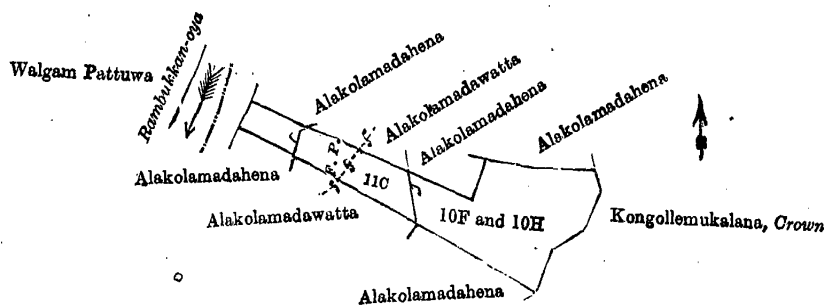 Rambukkan-oya
Walgam Pattuwa
Alakolamadahena
Alakolamadawatta
Alakolamadahena
Alakolamadahena
F. P.
Alakolamadahena
11C
Alakolamadawatta
10F and 10H
Kongollemukalana, Crown
Alakolamadahena